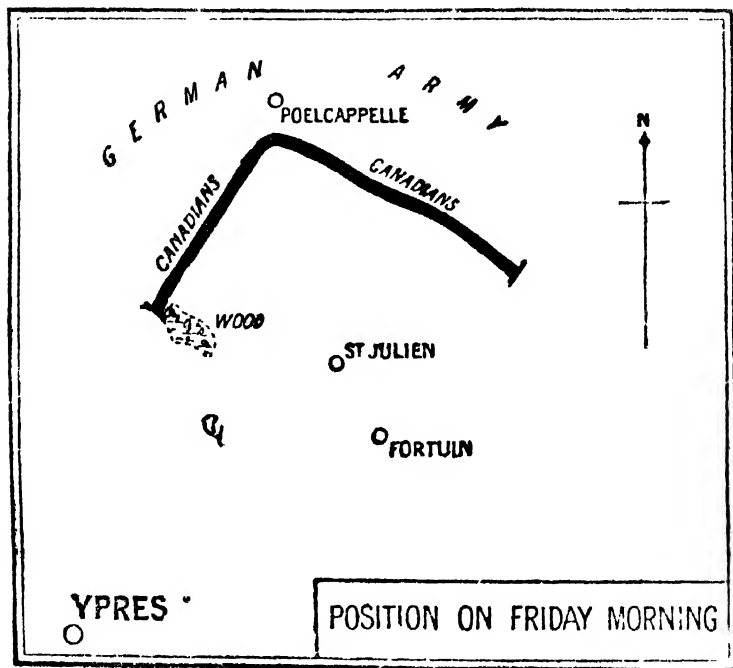 GERMAN ARMY
POELCAPPELLE
N
CANADIANS
CANADIANS
WOOD
ST JULIEN
FORTUIN
YPRES
POSITION ON FRIDAY MORNING